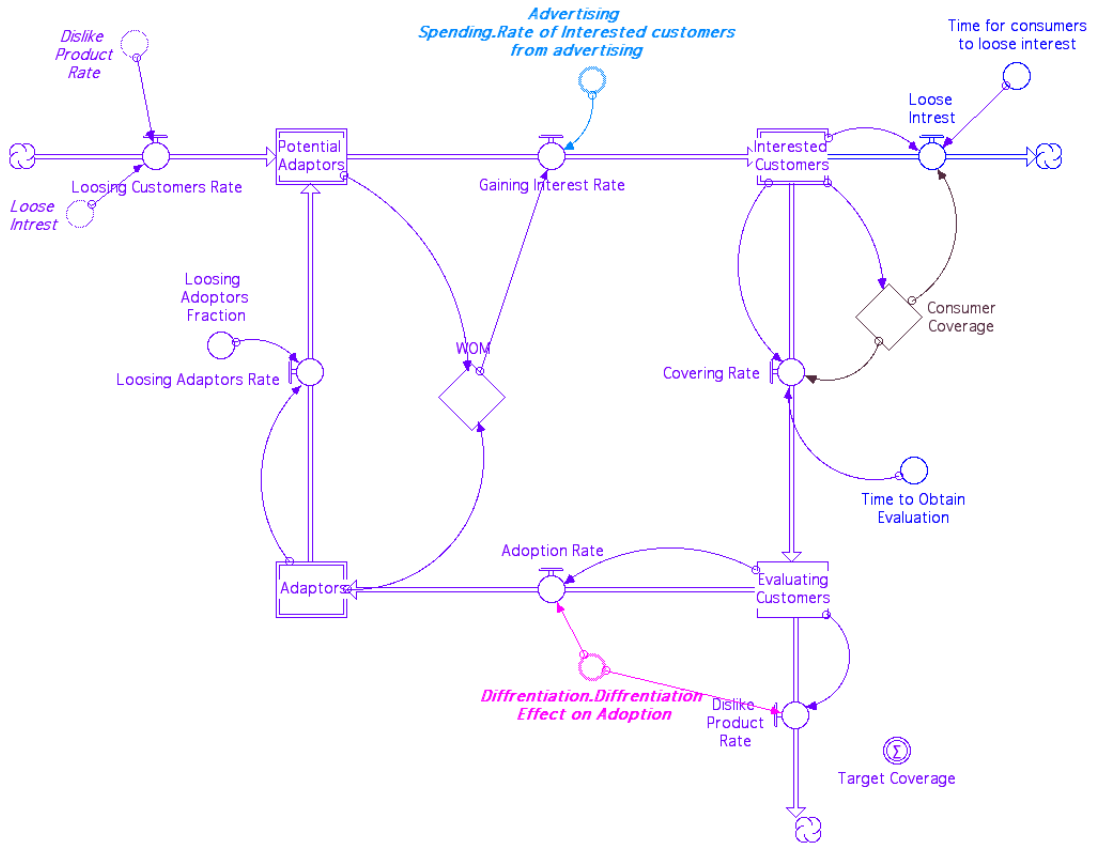 Advertising
Spending.Rate of Interested customers
from advertising
Time for consumers
to loose interest
Dislike
Product
Rate
Loose
Intrest
Potential
Adaptors
Interested
Customers
Loosing Customers Rate
Gaining Interest Rate
Loose
Intrest
Loosing
Adoptors
Fraction
Consumer
Coverage
WOM
Loosing Adaptors Rate
Covering Rate
Time to Obtain
Evaluation
Adoption Rate
Adaptors
Evaluating
Customers
Diffrentiation.Diffrentiation
Effect on Adoption
Dislike
Product
Rate
Σ
Target Coverage